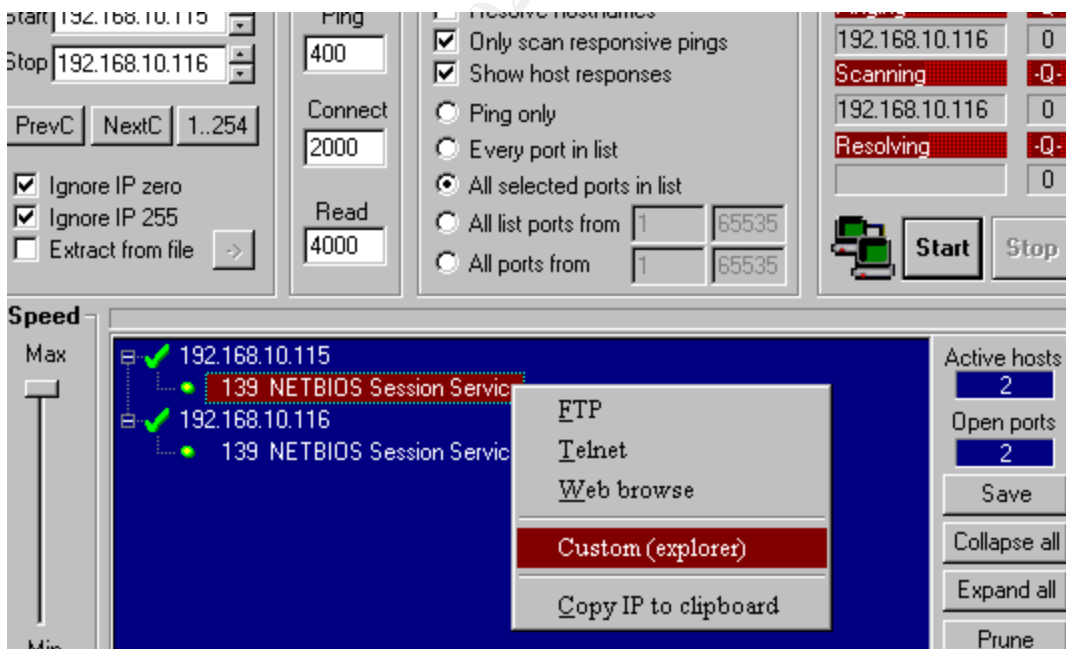 Start 192.168.10.115
Stop 192.168.10.116
PrevC NextC 1..254
Ignore IP zero
Ignore IP 255
Extract from file ->
Ping
400
Connect
2000
Read
4000
Resolve hostnames
Only scan responsive pings
Show host responses
Ping only
Every port in list
All selected ports in list
All list ports from 1 65535
All ports from 1 65535
Pinging -Q-
192.168.10.116 0
Scanning -Q-
192.168.10.116 0
Resolving -Q-
0
Start Stop
Speed
Max
Min
192.168.10.115
139 NETBIOS Session Servic
192.168.10.116
139 NETBIOS Session Servic
FTP
Telnet
Web browse
Custom (explorer)
Copy IP to clipboard
Active hosts
2
Open ports
2
Save
Collapse all
Expand all
Prune